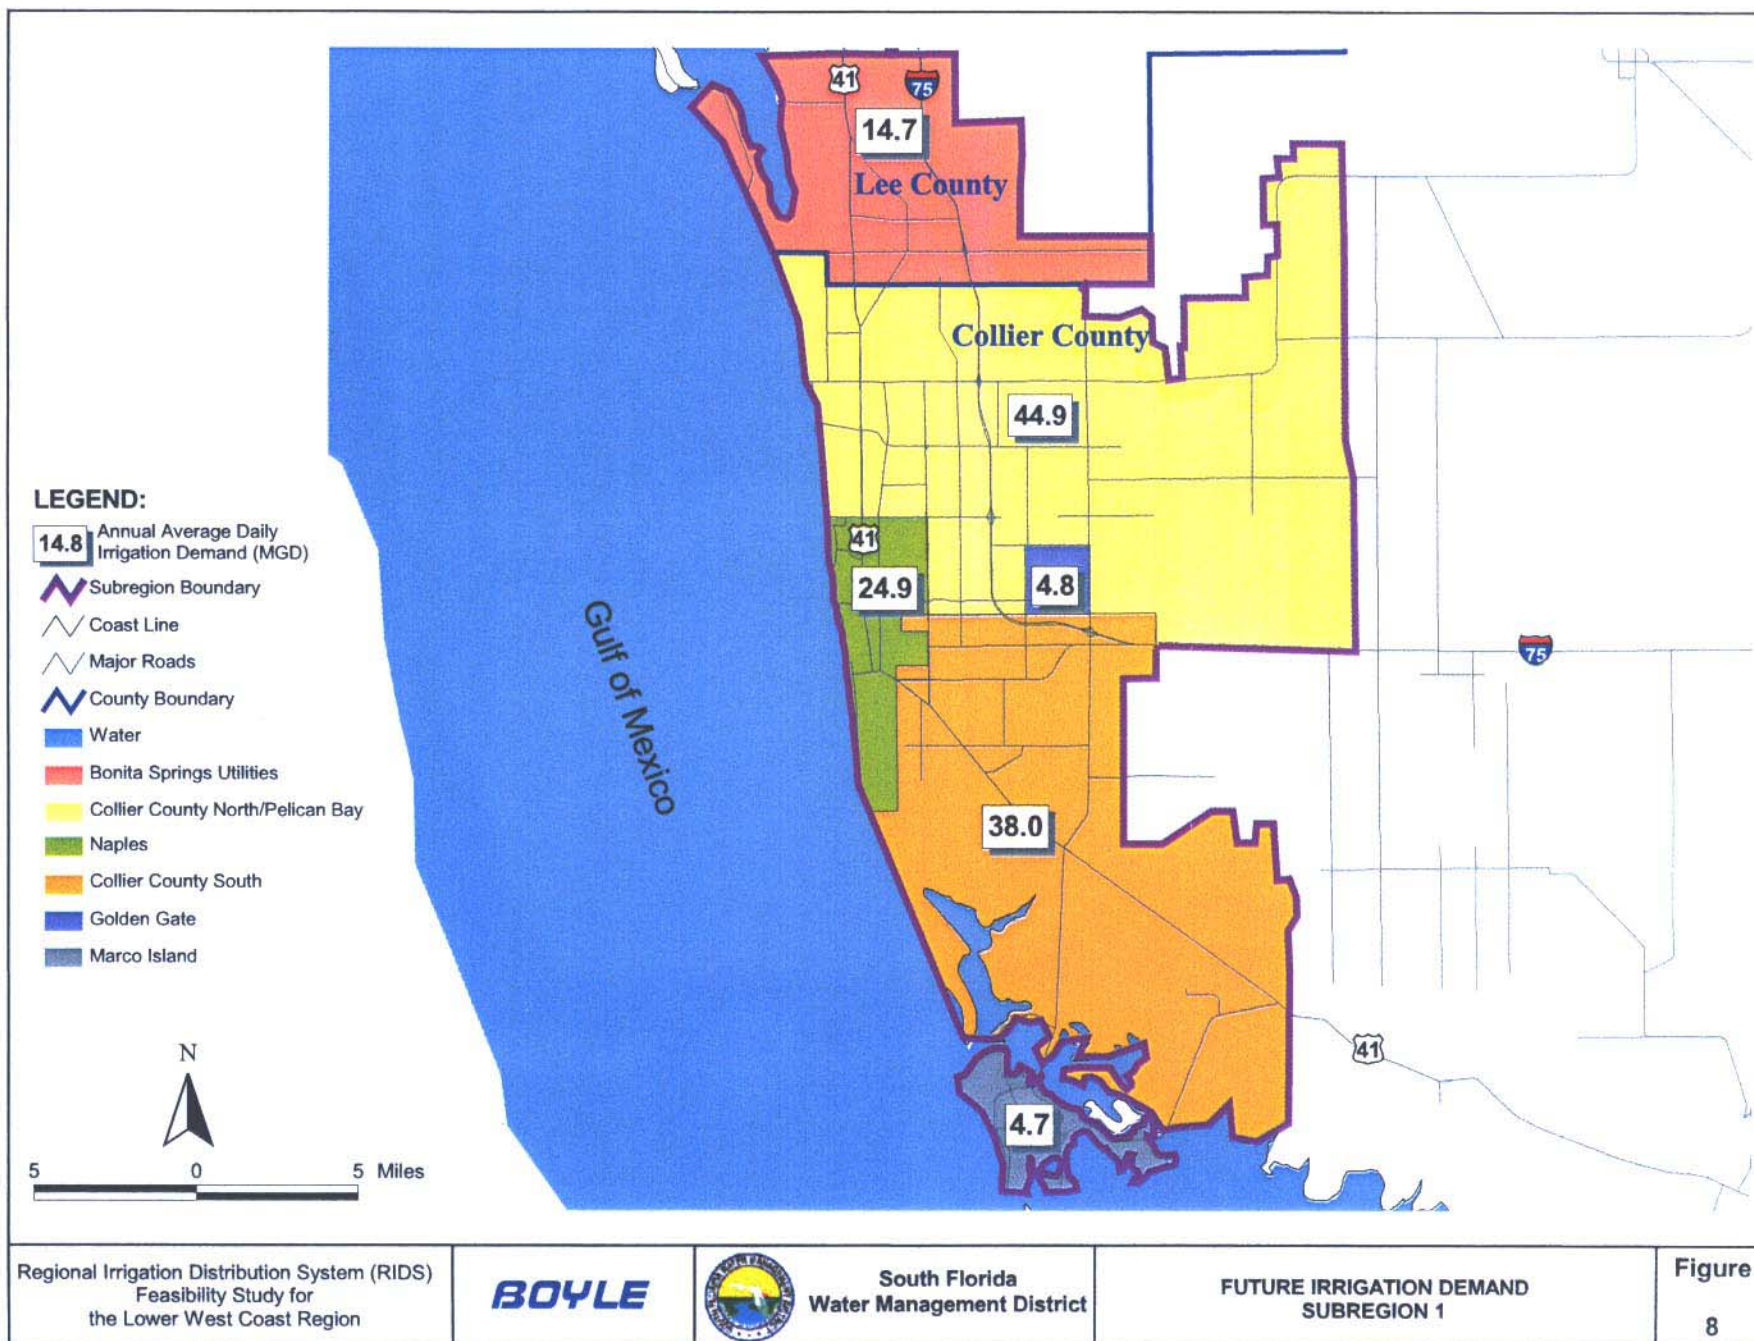 41
75
14.7
Lee County
Collier County
44.9
LEGEND:
14.8 Annual Average Daily
Irrigation Demand (MGD)
Subregion Boundary
Coast Line
Major Roads
County Boundary
Water
Bonita Springs Utilities
Collier County North/Pelican Bay
Naples
Collier County South
Golden Gate
Marco Island
41
24.9
4.8
Gulf of Mexico
75
38.0
41
4.7
N
5 0 5 Miles
Regional Irrigation Distribution System (RIDS)
Feasibility Study for
the Lower West Coast Region
BOYLE
South Florida
Water Management District
FUTURE IRRIGATION DEMAND
SUBREGION 1
Figure
8